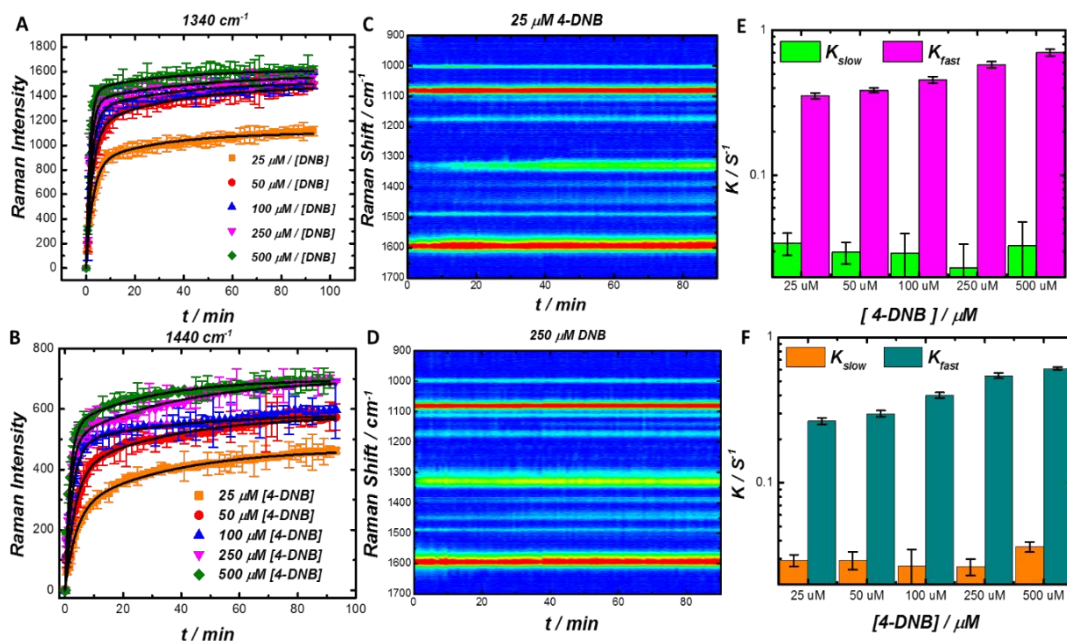 A
1340 cm⁻¹
Raman Intensity
1800
1600
1400
1200
1000
800
600
400
200
0
25 μM / [DNB]
50 μM / [DNB]
100 μM / [DNB]
250 μM / [DNB]
500 μM / [DNB]
0 20 40 60 80 100
t / min
B
1440 cm⁻¹
Raman Intensity
800
600
400
200
0
25 μM [4-DNB]
50 μM [4-DNB]
100 μM [4-DNB]
250 μM [4-DNB]
500 μM [4-DNB]
0 20 40 60 80 100
t / min
C
25 μM 4-DNB
Raman Shift / cm⁻¹
900
1000
1100
1200
1300
1400
1500
1600
1700
0 20 40 60 80
t / min
D
250 μM DNB
Raman Shift / cm⁻¹
900
1000
1100
1200
1300
1400
1500
1600
1700
0 20 40 60 80
t / min
E
K slow
K fast
K / S⁻¹
1
0.1
25 uM 50 uM 100 uM 250 uM 500 uM
[ 4-DNB ] / μM
F
K slow
K fast
K / S⁻¹
1
0.1
25 uM 50 uM 100 uM 250 uM 500 uM
[4-DNB] / μM